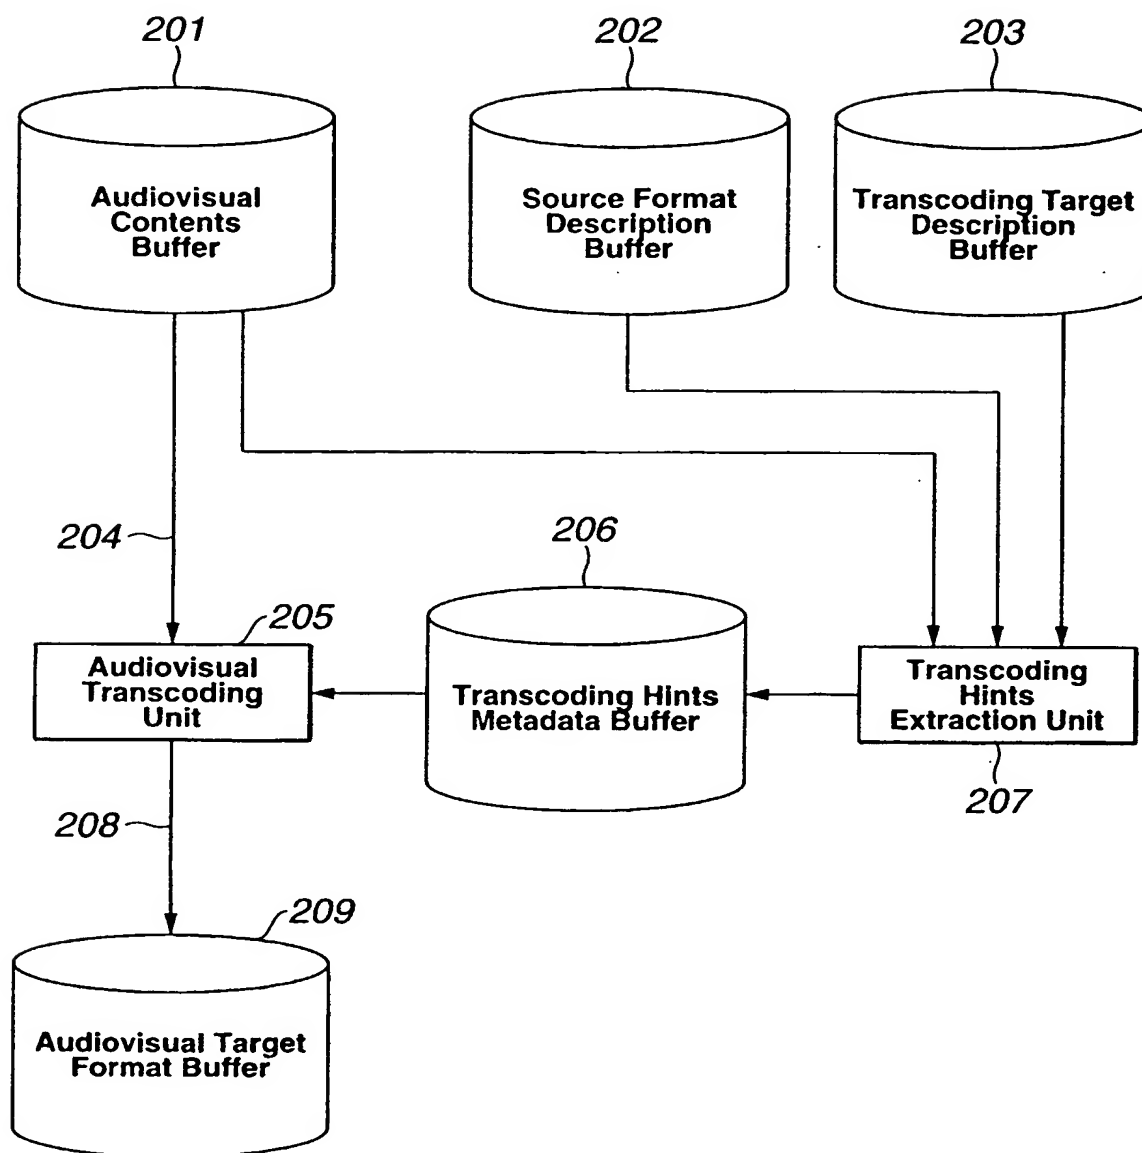 201
202
203
Audiovisual
Contents
Buffer
Source Format
Description
Buffer
Transcoding Target
Description
Buffer
204
206
205
Audiovisual
Transcoding
Unit
Transcoding Hints
Metadata Buffer
Transcoding
Hints
Extraction Unit
207
208
209
Audiovisual Target
Format Buffer